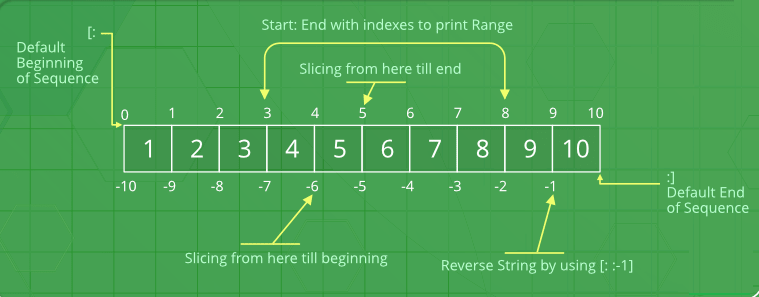 Start: End with indexes to print Range
[:
Default
Beginning
of Sequence
Slicing from here till end
0 1 2 3 4 5 6 7 8 9 10
1 2 3 4 5 6 7 8 9 10
-10 -9 -8 -7 -6 -5 -4 -3 -2 -1
:]
Default End
of Sequence
Slicing from here till beginning
Reverse String by using [: :-1]